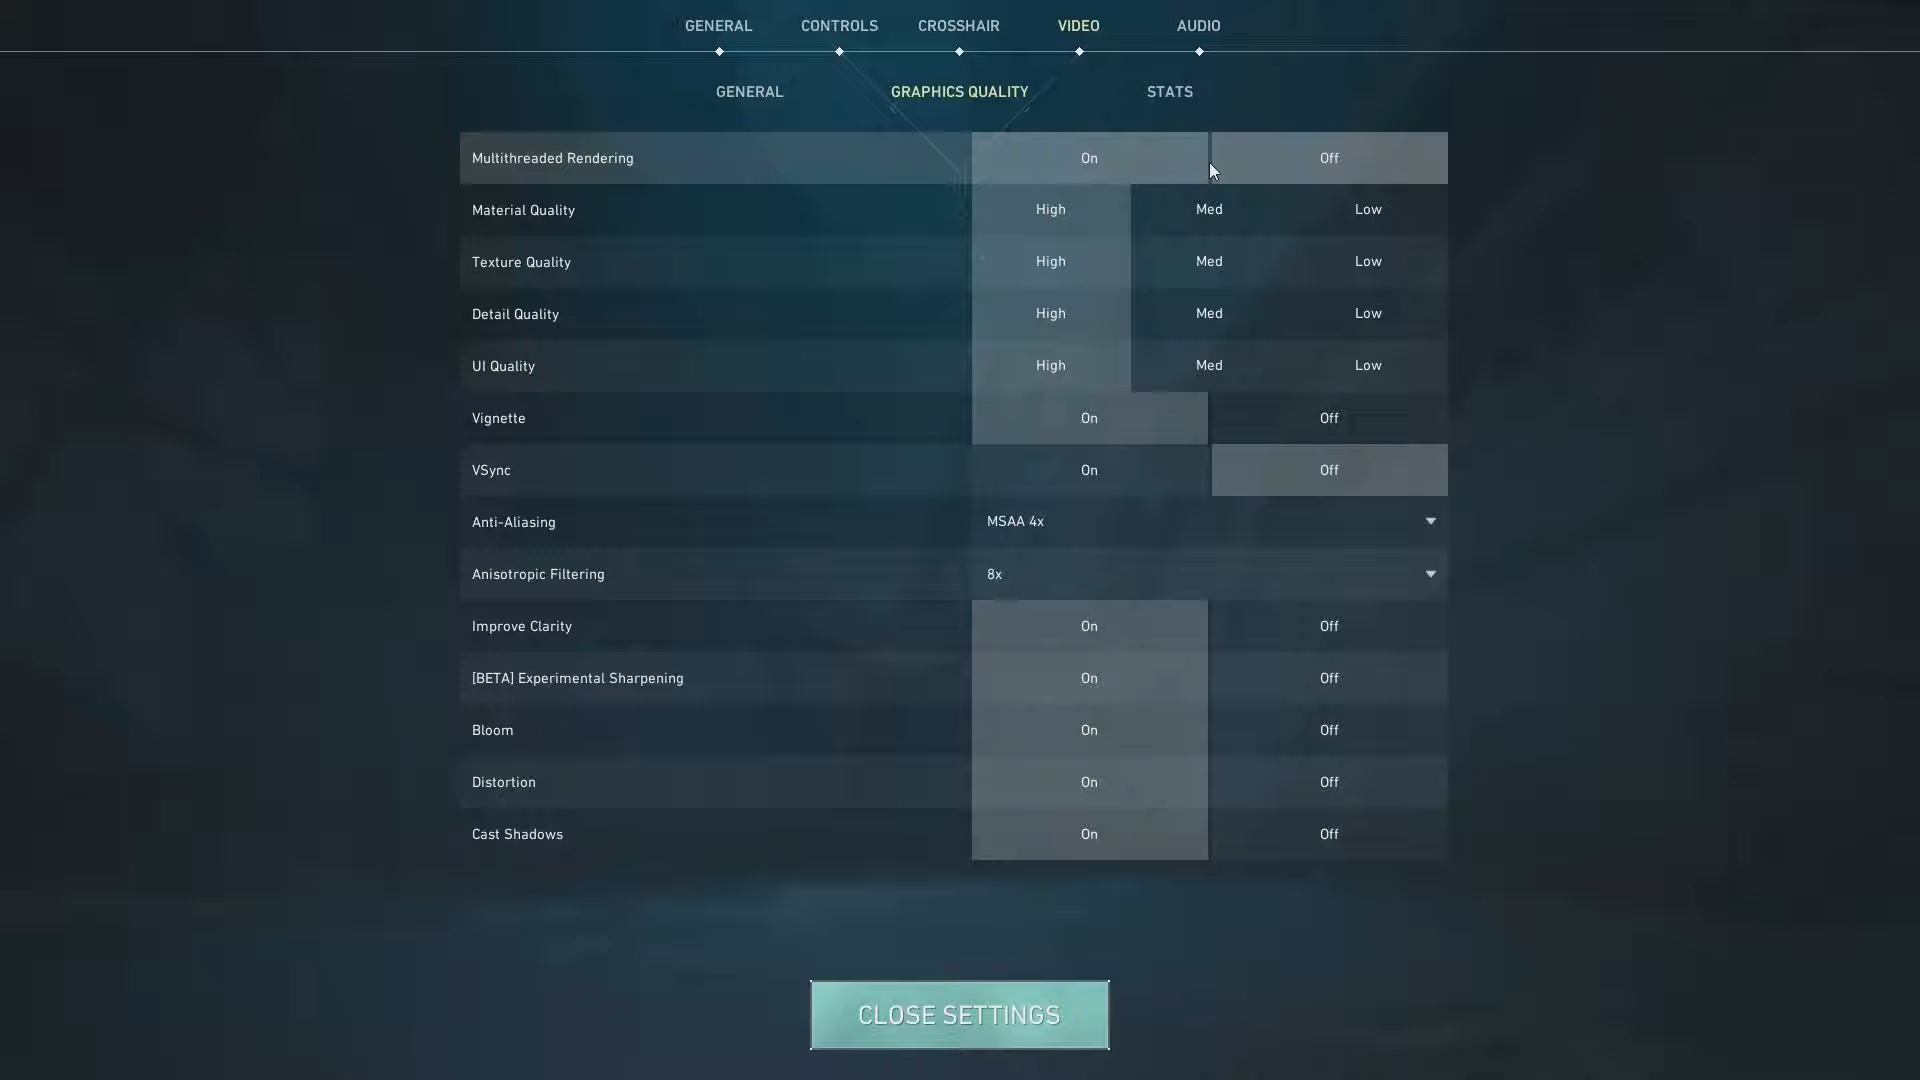 GENERAL CONTROLS CROSSHAIR VIDEO AUDIO
GENERAL GRAPHICS QUALITY STATS
Multithreaded Rendering On Off
Material Quality High Med Low
Texture Quality High Med Low
Detail Quality High Med Low
UI Quality High Med Low
Vignette On Off
VSync On Off
Anti-Aliasing MSAA 4x
Anisotropic Filtering 8x
Improve Clarity On Off
[BETA] Experimental Sharpening On Off
Bloom On Off
Distortion On Off
Cast Shadows On Off
CLOSE SETTINGS